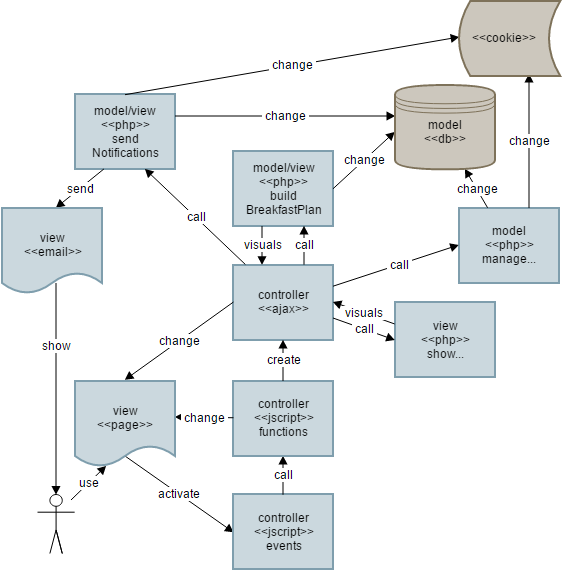 <<cookie>>
change
model/view
<<php>>
send
Notifications
change
model
<<db>>
change
model/view
<<php>>
build
BreakfastPlan
change
send
change
call
view
<<email>>
model
<<php>>
manage...
visuals
call
call
controller
<<ajax>>
visuals
call
view
<<php>>
show...
show
change
create
view
<<page>>
change
controller
<<jscript>>
functions
use
activate
call
controller
<<jscript>>
events